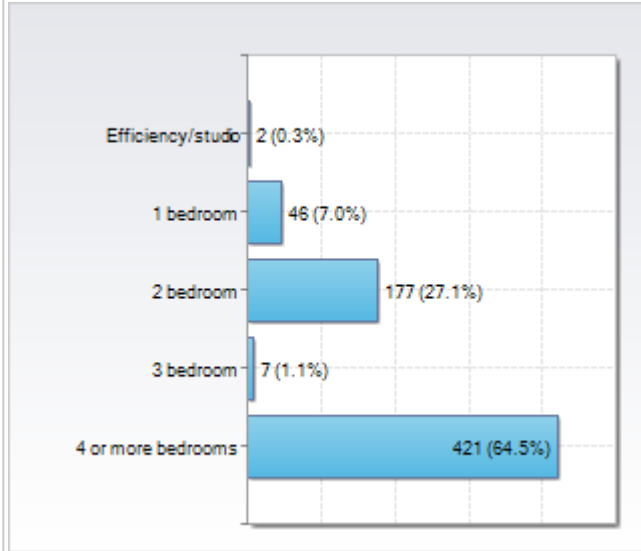 Efficiency/studio 2 (0.3%)
1 bedroom 46 (7.0%)
2 bedroom 177 (27.1%)
3 bedroom 7 (1.1%)
4 or more bedrooms 421 (64.5%)